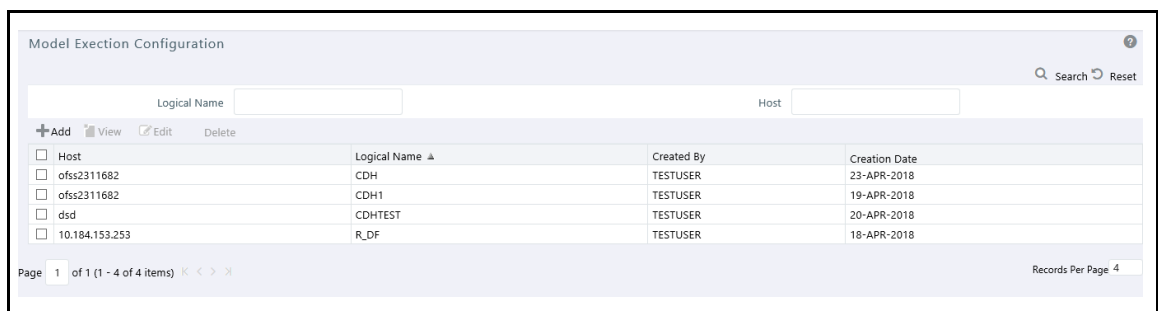 Model Exection Configuration
?
Search Reset
Logical Name Host
Add View Edit Delete
Host Logical Name Created By Creation Date
ofss2311682 CDH TESTUSER 23-APR-2018
ofss2311682 CDH1 TESTUSER 19-APR-2018
dsd CDHTEST TESTUSER 20-APR-2018
10.184.153.253 R_DF TESTUSER 18-APR-2018
Page 1 of 1 (1 - 4 of 4 items) Records Per Page 4